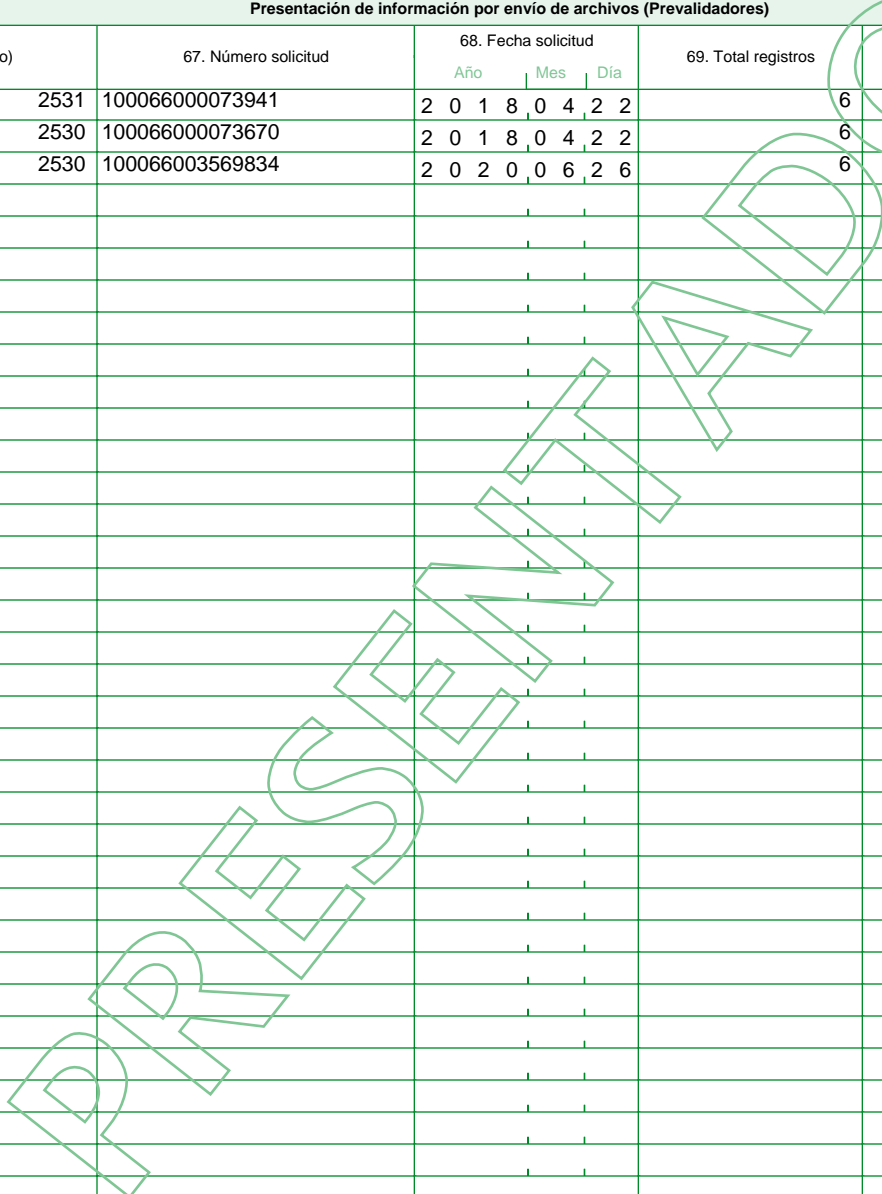 Presentación de información por envío de archivos (Prevalidadores)
o) 67. Número solicitud 68. Fecha solicitud 69. Total registros
Año Mes Día
2531 100066000073941 2 0 1 8 0 4 2 2 6
2530 100066000073670 2 0 1 8 0 4 2 2 6
2530 100066003569834 2 0 2 0 0 6 2 6 6
PRESENTADO